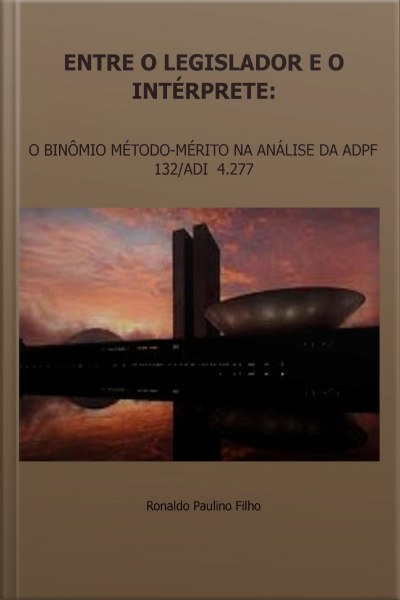 ENTRE O LEGISLADOR E O
INTÉRPRETE:
O BINÔMIO MÉTODO-MÉRITO NA ANÁLISE DA ADPF
132/ADI 4.277
Ronaldo Paulino Filho